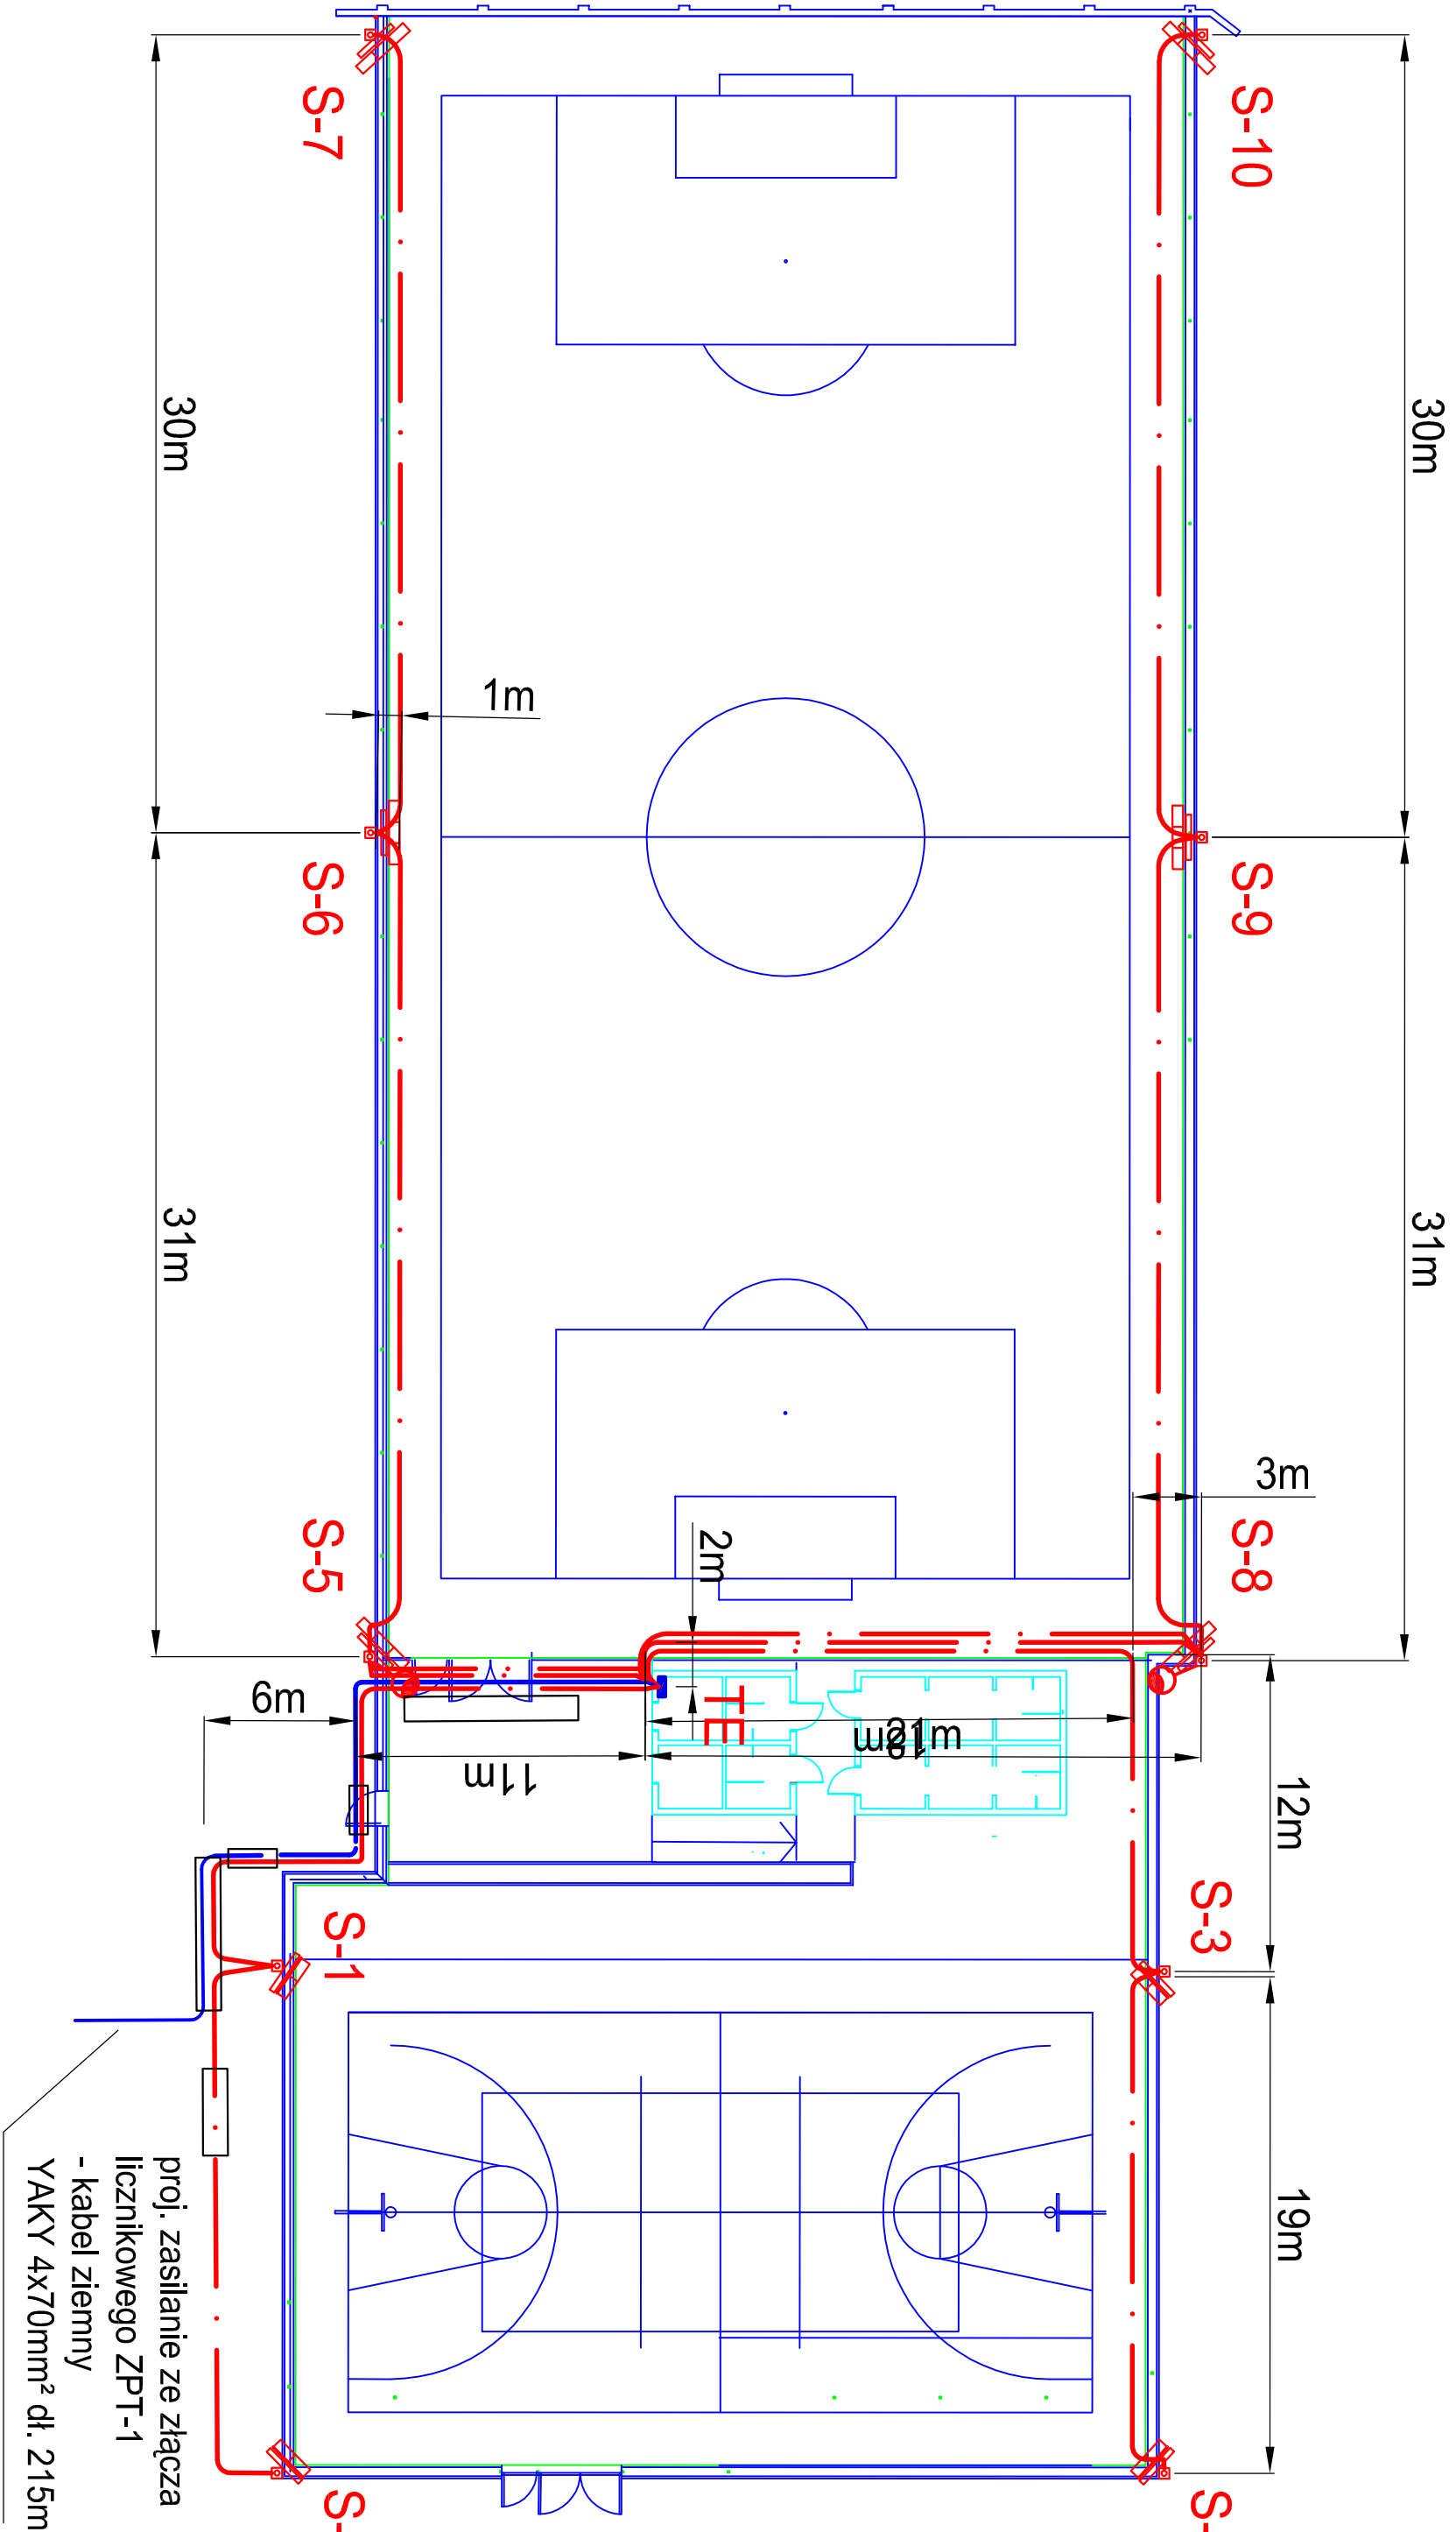 S-7
S-10
30m
30m
1m
S-6
S-9
31m
31m
3m
S-5
2m
S-8
6m
TE
11m
12m
S-1
S-3
19m
proj. zasilanie ze złącza
licznikowego ZPT-1
- kabel ziemny
YAKY 4x70mm² dł. 215m
S-
S-